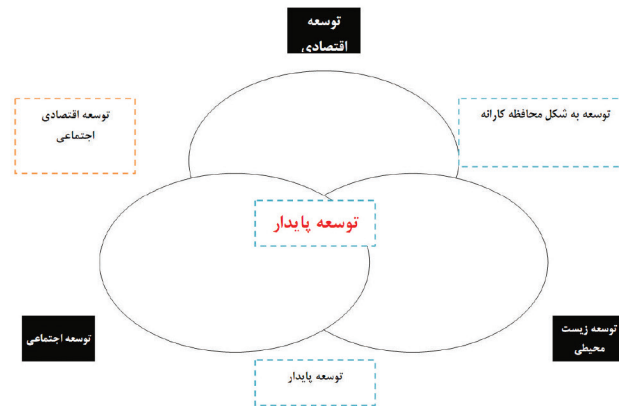 توسعه
اقتصادی
توسعه اقتصادی
اجتماعی
توسعه به شکل محافظه کارانه
توسعه پایدار
توسعه اجتماعی
توسعه زیست
محیطی
توسعه پایدار